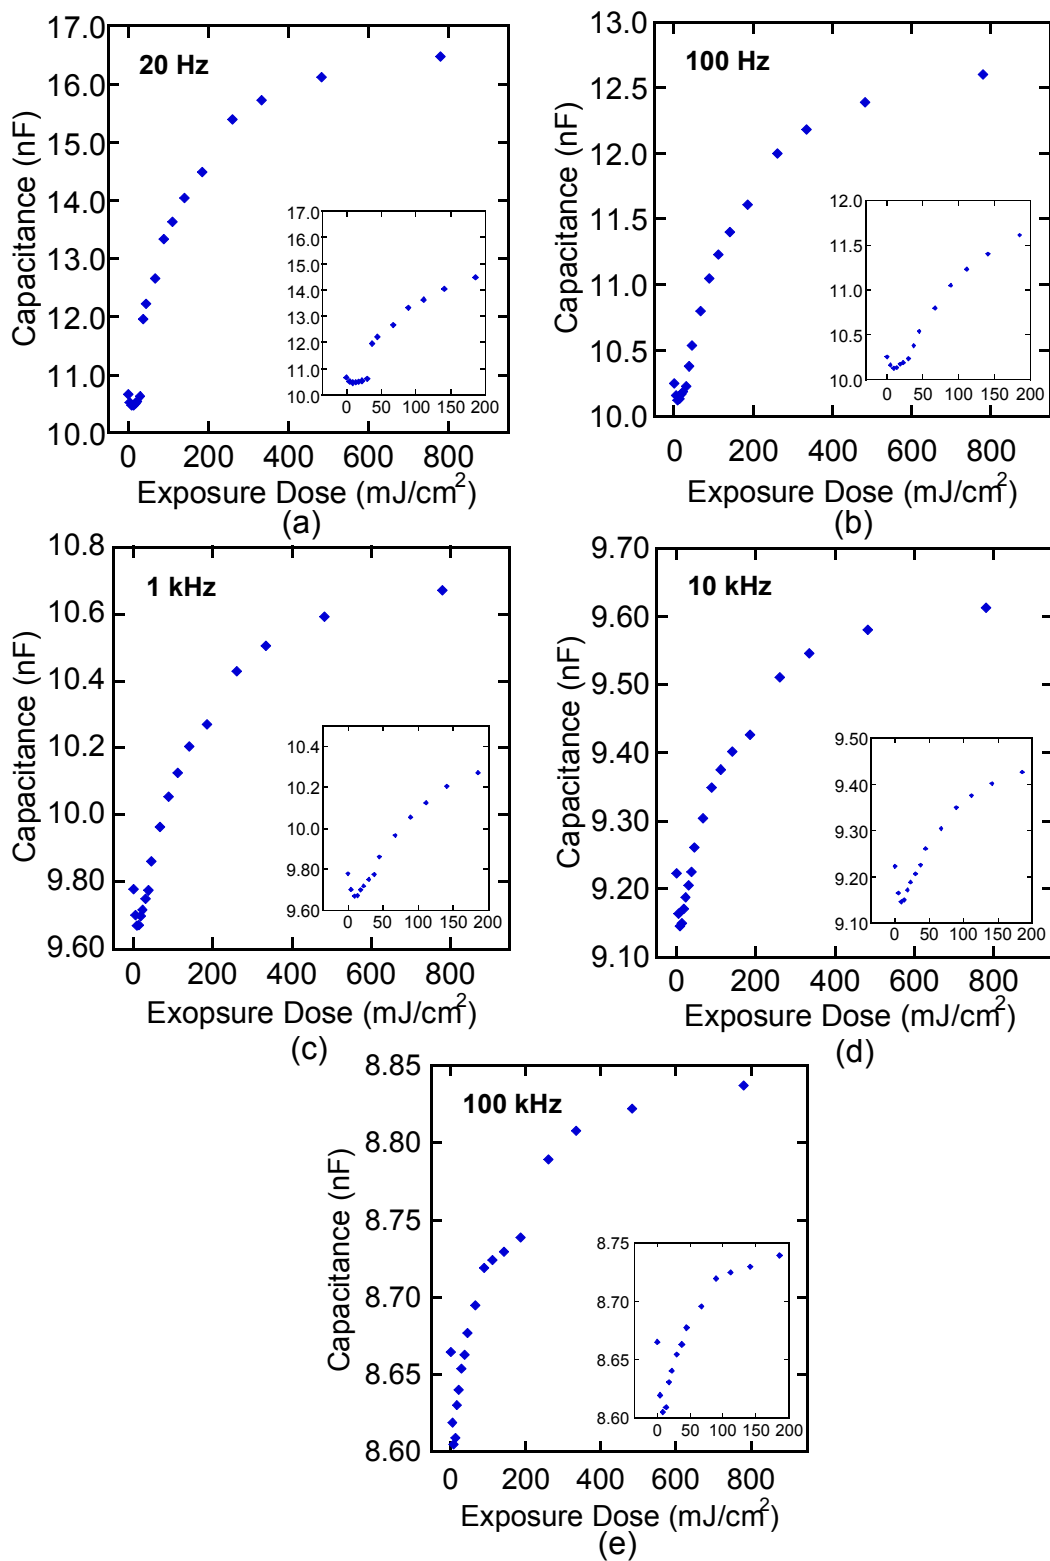 17.0
16.0
15.0
14.0
13.0
12.0
11.0
10.0
Capacitance (nF)
20 Hz
17.0
16.0
15.0
14.0
13.0
12.0
11.0
10.0
0 50 100 150 200
0 200 400 600 800
Exposure Dose (mJ/cm²)
(a)
13.0
12.5
12.0
11.5
11.0
10.5
10.0
Capacitance (nF)
100 Hz
12.0
11.5
11.0
10.5
10.0
0 50 100 150 200
0 200 400 600 800
Exposure Dose (mJ/cm²)
(b)
10.8
10.6
10.4
10.2
10.0
9.80
9.60
Capacitance (nF)
1 kHz
10.4
10.2
10.0
9.80
9.60
0 50 100 150 200
0 200 400 600 800
Exopsure Dose (mJ/cm²)
(c)
9.70
9.60
9.50
9.40
9.30
9.20
9.10
Capacitance (nF)
10 kHz
9.50
9.40
9.30
9.20
9.10
0 50 100 150 200
0 200 400 600 800
Exposure Dose (mJ/cm²)
(d)
8.85
8.80
8.75
8.70
8.65
8.60
Capacitance (nF)
100 kHz
8.75
8.70
8.65
8.60
0 50 100 150 200
0 200 400 600 800
Exposure Dose (mJ/cm²)
(e)